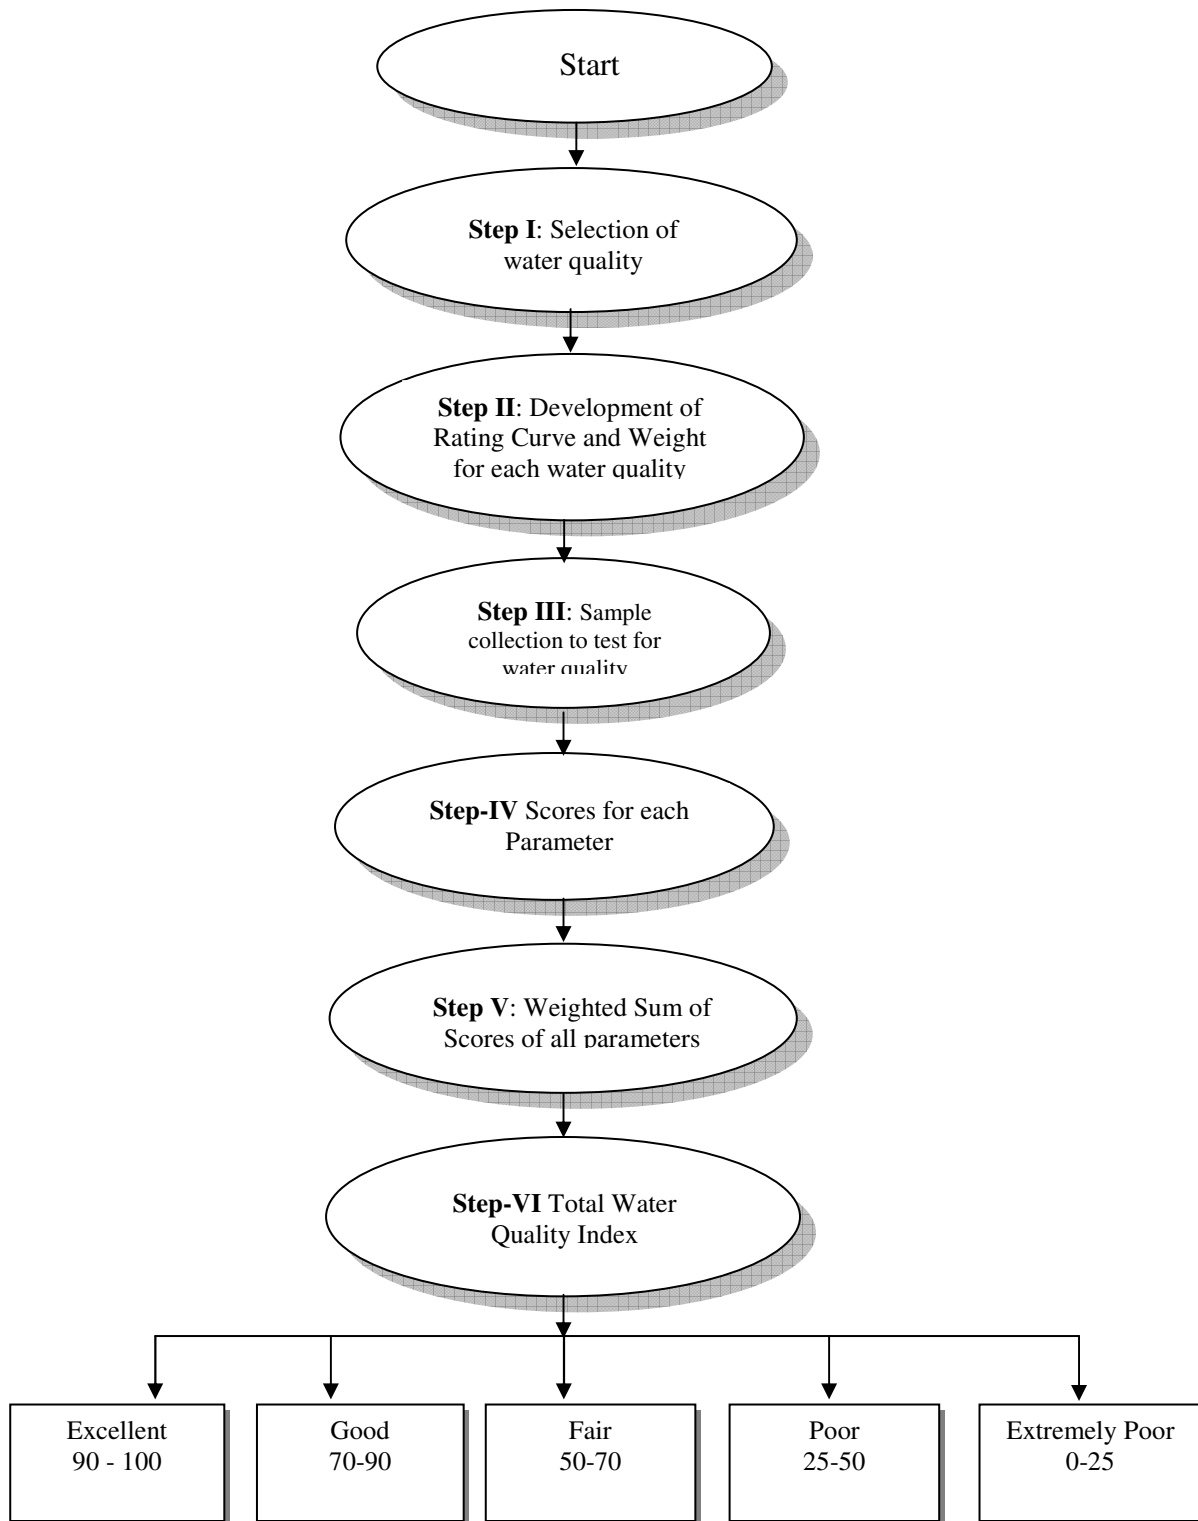 Start
Step I: Selection of
water quality
Step II: Development of
Rating Curve and Weight
for each water quality
Step III: Sample
collection to test for
water quality
Step-IV Scores for each
Parameter
Step V: Weighted Sum of
Scores of all parameters
Step-VI Total Water
Quality Index
Excellent
90 - 100
Good
70-90
Fair
50-70
Poor
25-50
Extremely Poor
0-25